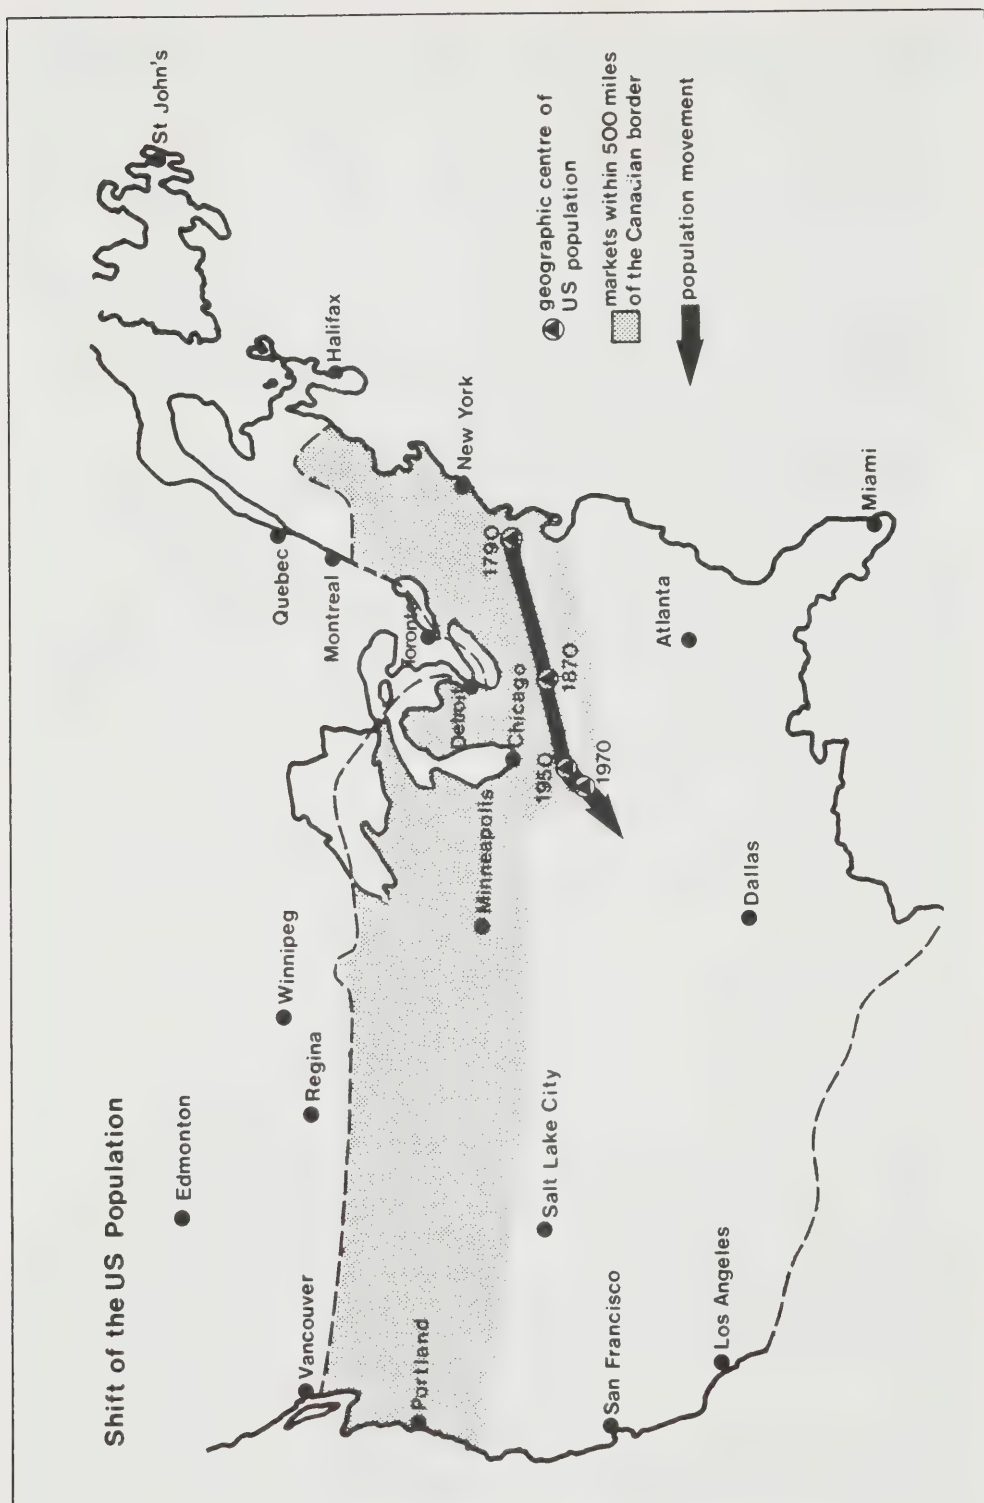 Shift of the US Population
Edmonton
Vancouver
Regina
Winnipeg
Quebec
Montreal
Toronto
St John's
Halifax
Portland
Minneapolis
Detroit
Chicago
New York
1790
1870
1950
1970
Salt Lake City
San Francisco
Los Angeles
Dallas
Atlanta
Miami
geographic centre of
US population
markets within 500 miles
of the Canadian border
population movement